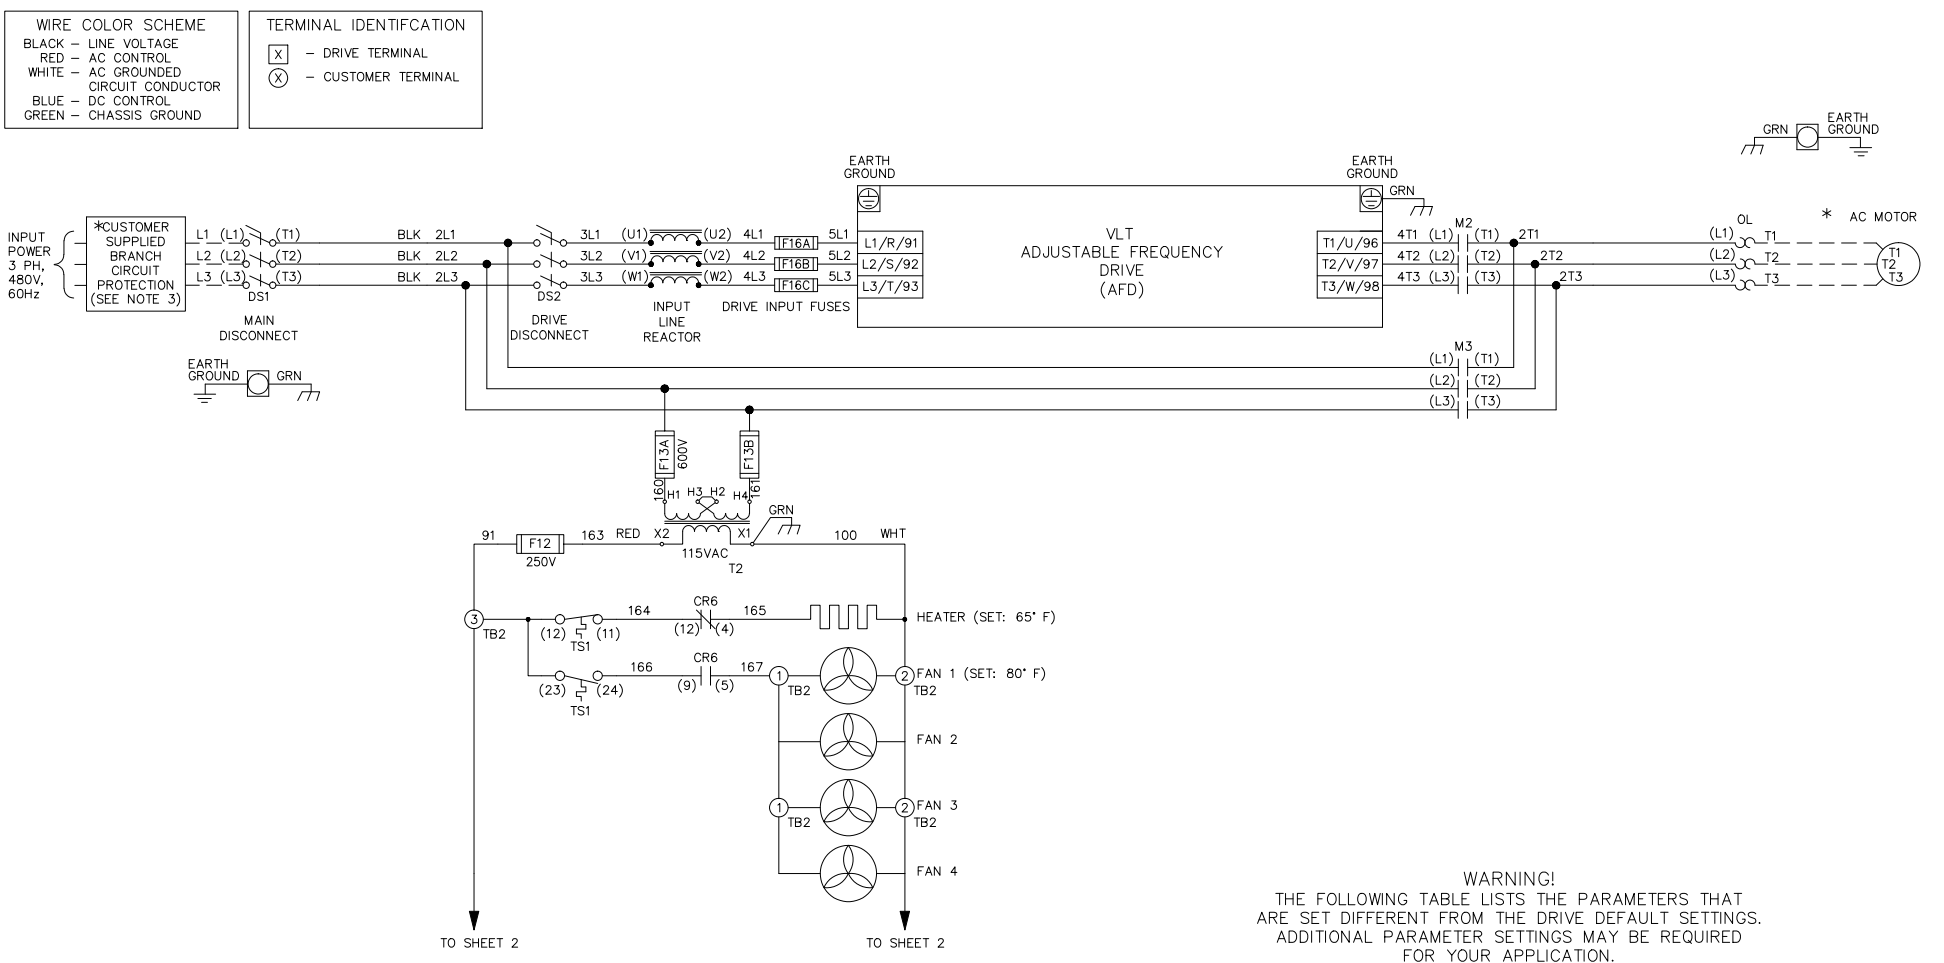 WIRE COLOR SCHEME
BLACK – LINE VOLTAGE
RED – AC CONTROL
WHITE – AC GROUNDED
CIRCUIT CONDUCTOR
BLUE – DC CONTROL
GREEN – CHASSIS GROUND
TERMINAL IDENTIFCATION
X – DRIVE TERMINAL
X – CUSTOMER TERMINAL
GRN
EARTH
GROUND
EARTH
GROUND
EARTH
GROUND
GRN
INPUT
POWER
3 PH,
480V,
60Hz
*CUSTOMER
SUPPLIED
BRANCH
CIRCUIT
PROTECTION
(SEE NOTE 3)
L1 (L1) (T1) BLK 2L1 3L1 (U1) (U2) 4L1 F16A 5L1 L1/R/91
L2 (L2) (T2) BLK 2L2 3L2 (V1) (V2) 4L2 F16B 5L2 L2/S/92
L3 (L3) (T3) BLK 2L3 3L3 (W1) (W2) 4L3 F16C 5L3 L3/T/93
DS1
MAIN
DISCONNECT
DS2
DRIVE
DISCONNECT
INPUT
LINE
REACTOR
DRIVE INPUT FUSES
VLT
ADJUSTABLE FREQUENCY
DRIVE
(AFD)
M2
OL
* AC MOTOR
T1/U/96 4T1 (L1) (T1) 2T1 (L1) T1 T1
T2/V/97 4T2 (L2) (T2) 2T2 (L2) T2 T2
T3/W/98 4T3 (L3) (T3) 2T3 (L3) T3 T3
EARTH
GROUND
GRN
M3
(L1) (T1)
(L2) (T2)
(L3) (T3)
F13A
600V
F13B
160
161
H1 H3 H2 H4
GRN
91 F12 163 RED X2 X1 100 WHT
250V
115VAC
T2
3
TB2
(12) (11)
TS1
164
CR6
(12) (4)
165
HEATER (SET: 65° F)
(23) (24)
TS1
166
CR6
(9) (5)
167
1
TB2
2
TB2
FAN 1 (SET: 80° F)
FAN 2
1
TB2
2
TB2
FAN 3
FAN 4
TO SHEET 2
TO SHEET 2
WARNING!
THE FOLLOWING TABLE LISTS THE PARAMETERS THAT
ARE SET DIFFERENT FROM THE DRIVE DEFAULT SETTINGS.
ADDITIONAL PARAMETER SETTINGS MAY BE REQUIRED
FOR YOUR APPLICATION.